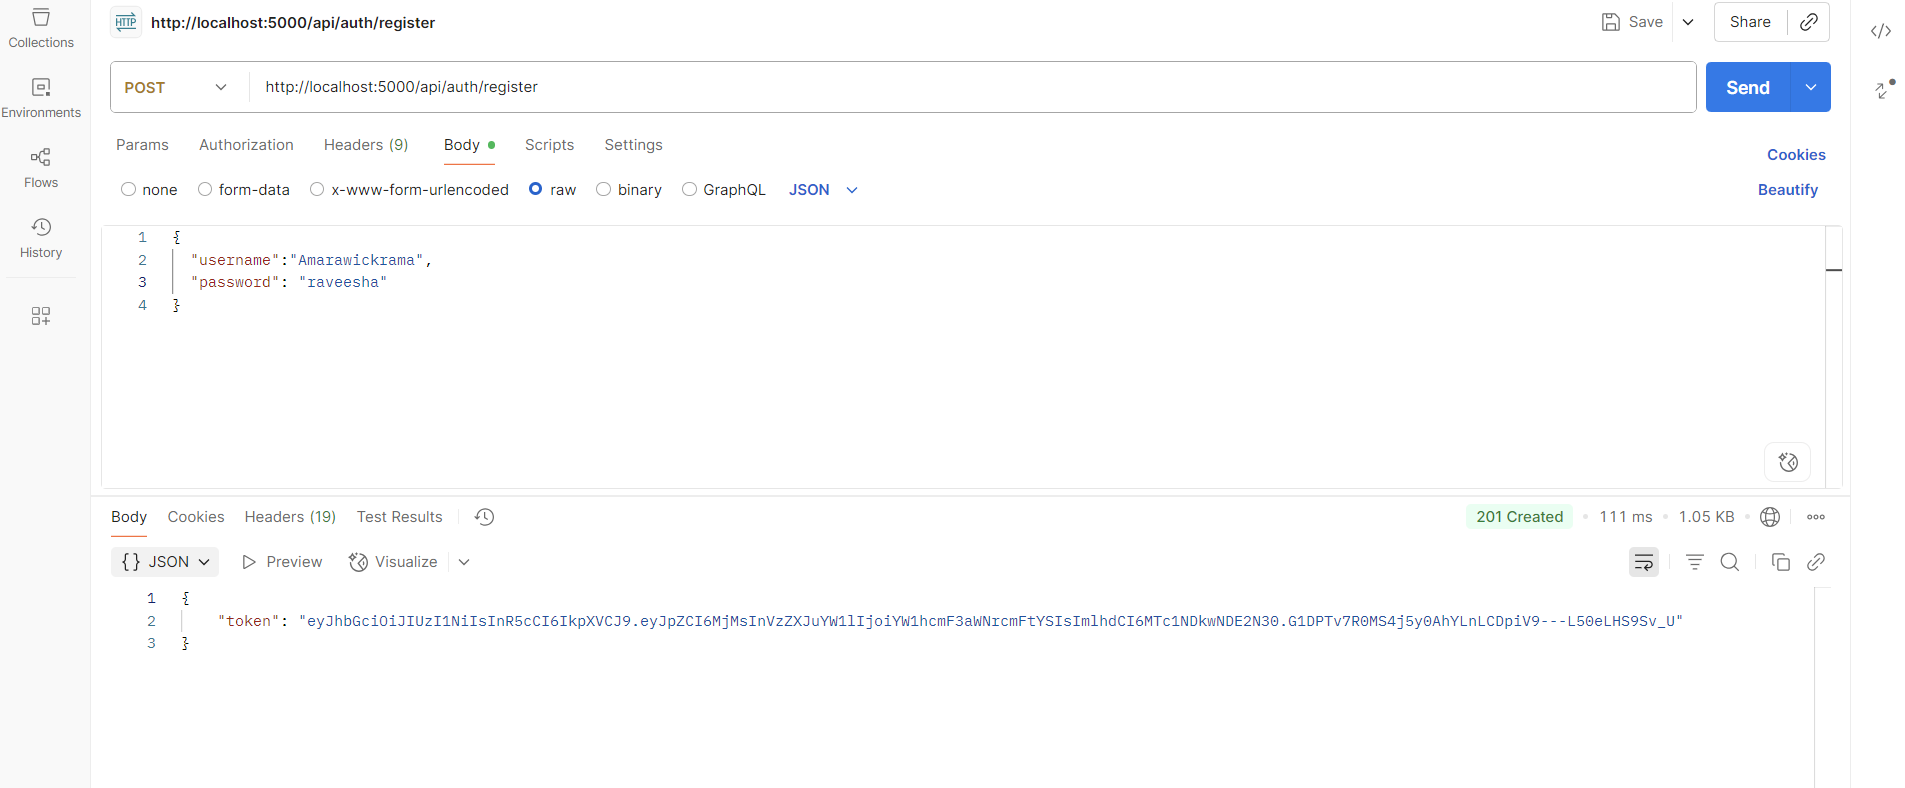 Collections
Environments
Flows
History
HTTP http://localhost:5000/api/auth/register
Save
Share
POST
http://localhost:5000/api/auth/register
Send
Params Authorization Headers (9) Body Scripts Settings
Cookies
none form-data x-www-form-urlencoded raw binary GraphQL JSON
Beautify
1 {
2 "username":"Amarawickrama",
3 "password": "raveesha"
4 }
Body Cookies Headers (19) Test Results
201 Created • 111 ms • 1.05 KB •
{} JSON Preview Visualize
1 {
2 "token": "eyJhbGciOiJIUzI1NiIsInR5cCI6IkpXVCJ9.eyJpZCI6MjMsInVzZXJuYW1lIjoiYW1hcmF3aWNrcmFtYSIsImlhdCI6MTc1NDkwNDE2N30.G1DPTv7R0MS4j5y0AhYLnLCDpiV9---L50eLHS9Sv_U"
3 }